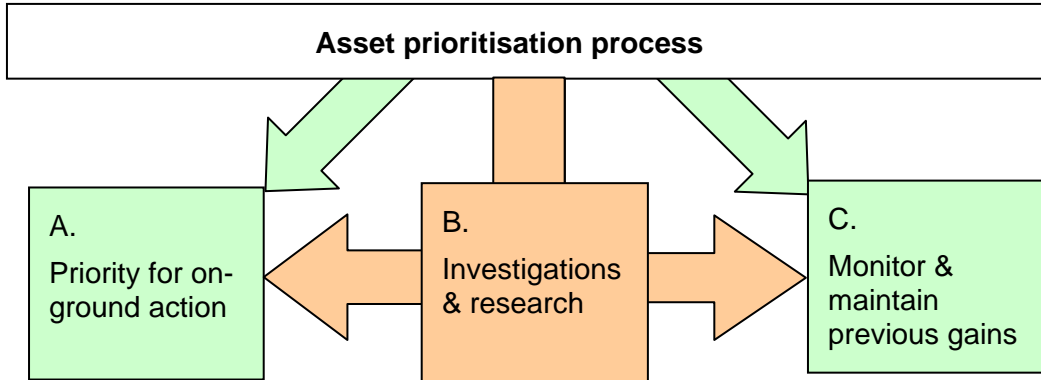 Asset prioritisation process
A.
Priority for on-
ground action
B.
Investigations
& research
C.
Monitor &
maintain
previous gains